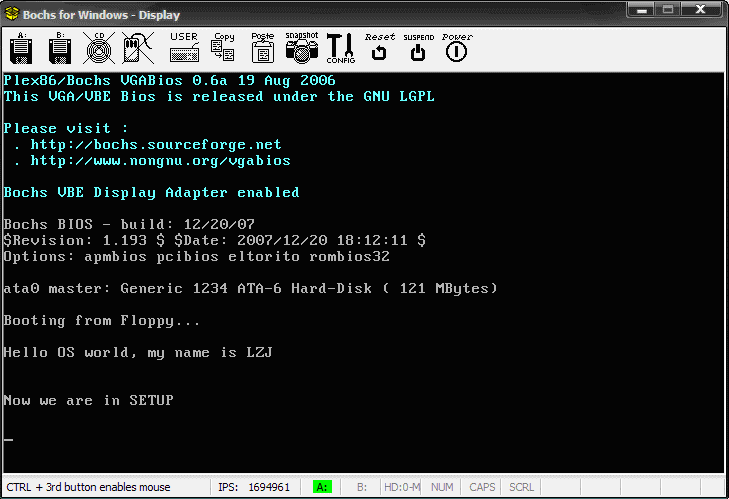 Bochs for Windows - Display
A: B: CD USER Copy Paste snapshot CONFIG Reset SUSPEND Power
Plex86/Bochs VGABios 0.6a 19 Aug 2006
This VGA/VBE Bios is released under the GNU LGPL
Please visit :
. http://bochs.sourceforge.net
. http://www.nongnu.org/vgabios
Bochs VBE Display Adapter enabled
Bochs BIOS - build: 12/20/07
$Revision: 1.193 $ $Date: 2007/12/20 18:12:11 $
Options: apmbios pcibios eltorito rombios32
ata0 master: Generic 1234 ATA-6 Hard-Disk ( 121 MBytes)
Booting from Floppy...
Hello OS world, my name is LZJ
Now we are in SETUP
_
CTRL + 3rd button enables mouse IPS: 1694961 A: B: HD:0-M NUM CAPS SCRL